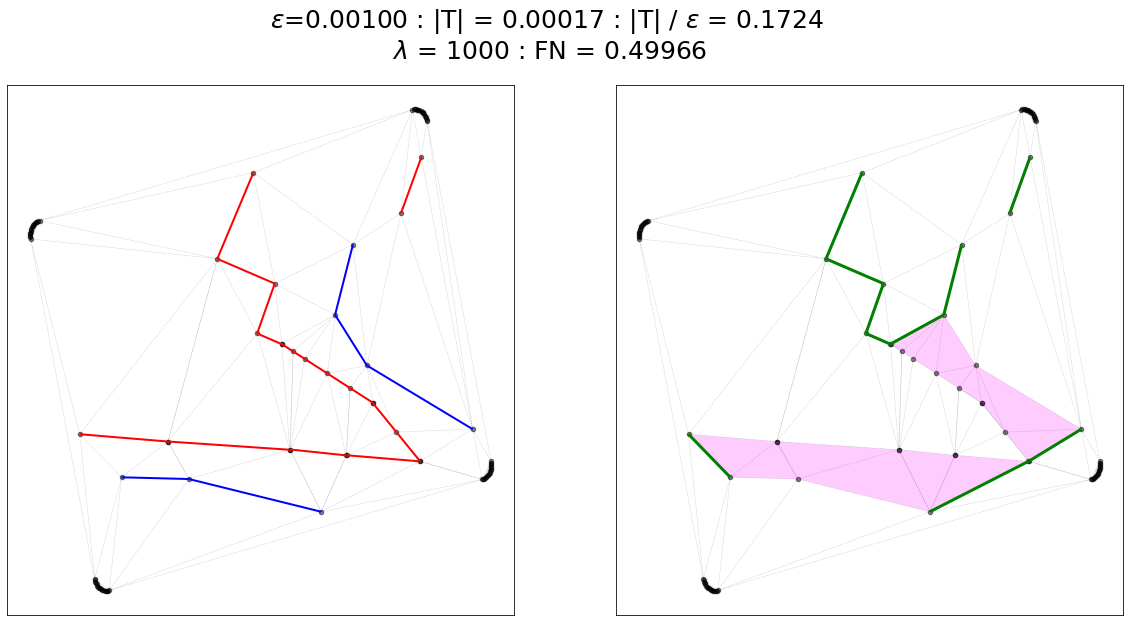 ε=0.00100 : |T| = 0.00017 : |T| / ε = 0.1724
λ = 1000 : FN = 0.49966